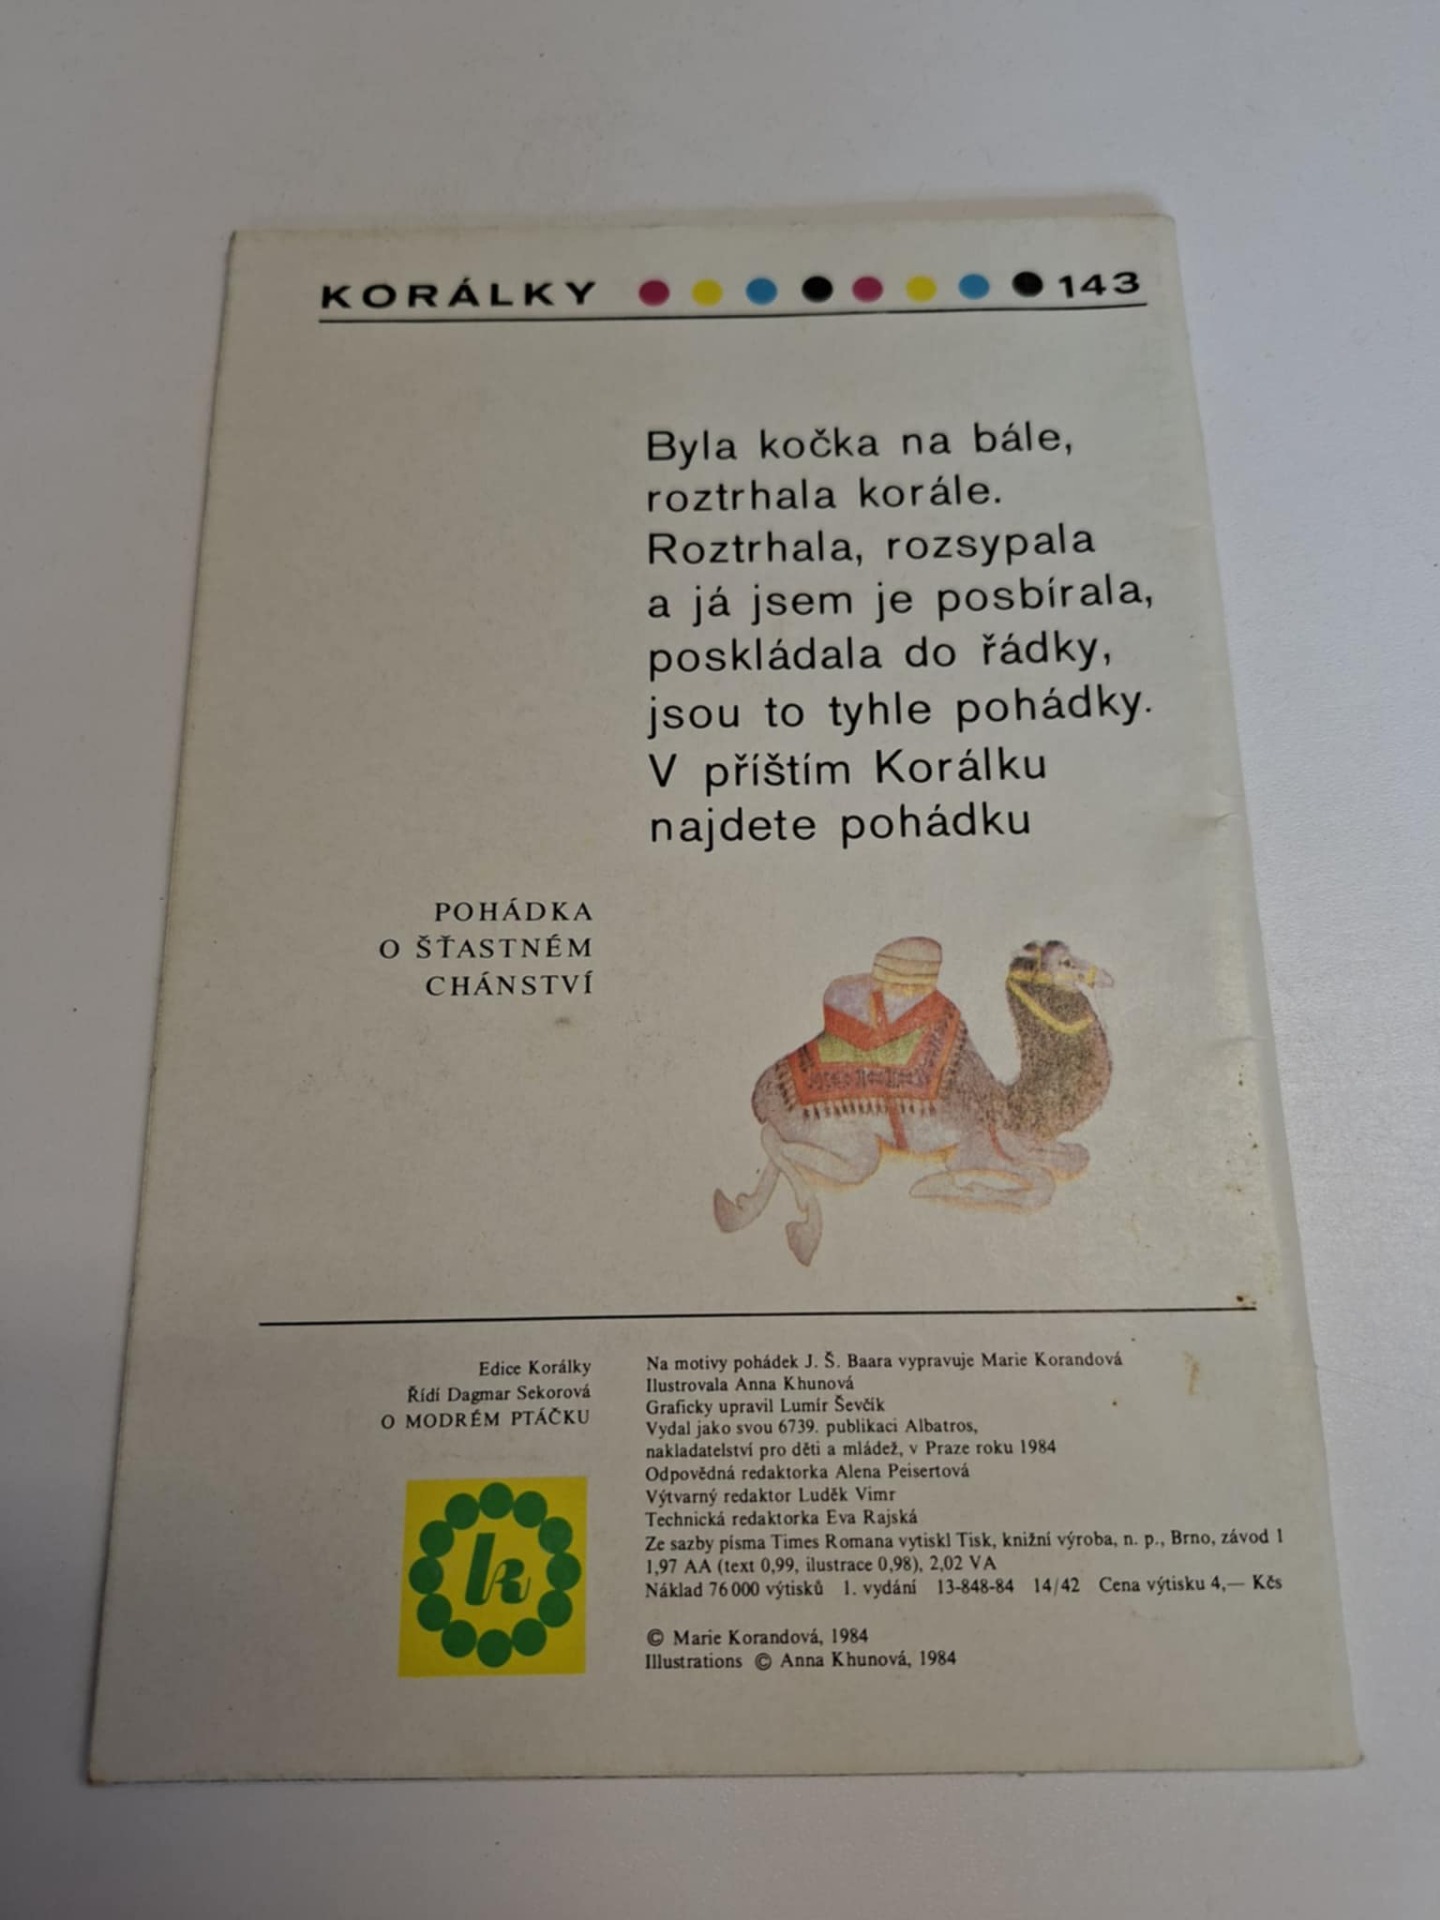 KORÁLKY 143
Byla kočka na bále,
roztrhala korále.
Roztrhala, rozsypala
a já jsem je posbírala,
poskládala do řádky,
jsou to tyhle pohádky.
V příštím Korálku
najdete pohádku
POHÁDKA
O ŠŤASTNÉM
CHÁNSTVÍ
Edice Korálky
Řídí Dagmar Sekorová
O MODRÉM PTÁČKU
k
Na motivy pohádek J. Š. Baara vypravuje Marie Korandová
Ilustrovala Anna Khunová
Graficky upravil Lumír Ševčík
Vydal jako svou 6739. publikaci Albatros,
nakladatelství pro děti a mládež, v Praze roku 1984
Odpovědná redaktorka Alena Peisertová
Výtvarný redaktor Luděk Vimr
Technická redaktorka Eva Rajská
Ze sazby písma Times Romana vytiskl Tisk, knižní výroba, n. p., Brno, závod 1
1,97 AA (text 0,99, ilustrace 0,98), 2,02 VA
Náklad 76 000 výtisků 1. vydání 13-848-84 14/42 Cena výtisku 4,— Kčs
© Marie Korandová, 1984
Illustrations © Anna Khunová, 1984